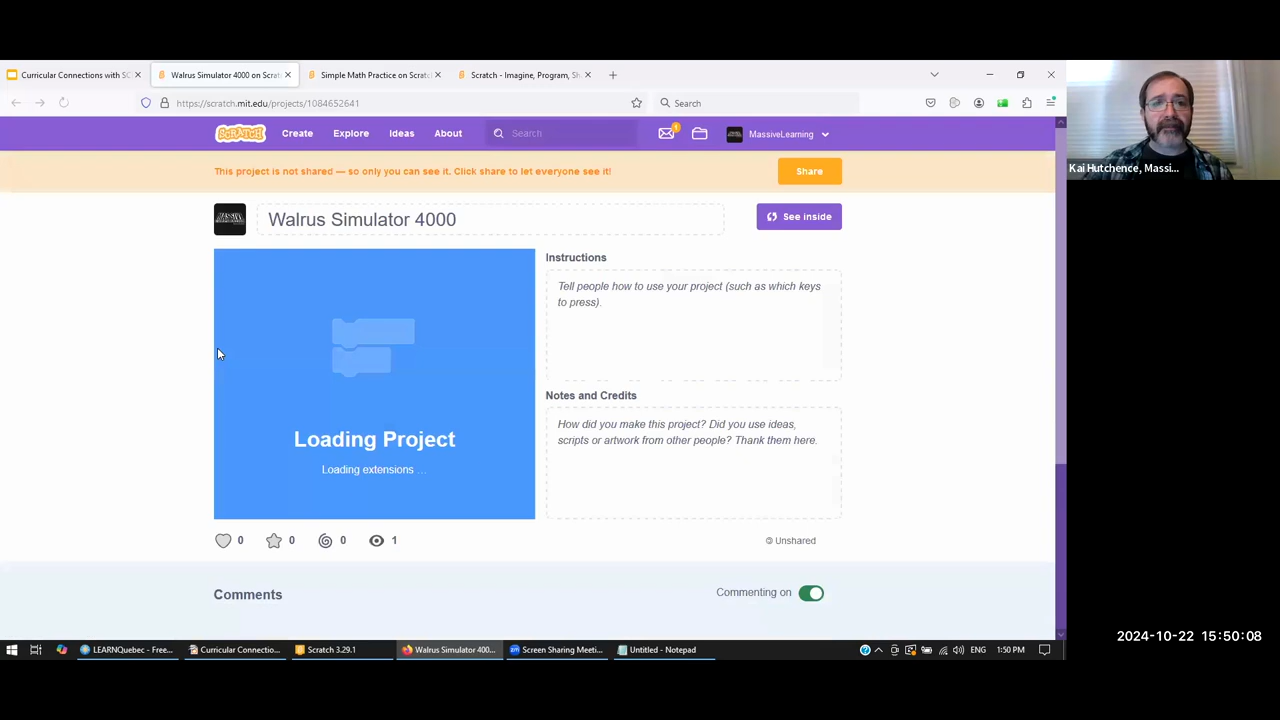 Curricular Connections with SC
Walrus Simulator 4000 on Scrat
Simple Math Practice on Scratc
Scratch - Imagine, Program, Sh
https://scratch.mit.edu/projects/1084652641
Search
SCRATCH
Create
Explore
Ideas
About
Search
1
MassiveLearning
This project is not shared — so only you can see it. Click share to let everyone see it!
Share
Kai Hutchence, Massi...
Walrus Simulator 4000
See inside
Instructions
Tell people how to use your project (such as which keys
to press).
Loading Project
Loading extensions ...
Notes and Credits
How did you make this project? Did you use ideas,
scripts or artwork from other people? Thank them here.
0
0
0
1
Unshared
Comments
Commenting on
2024-10-22 15:50:08
LEARNQuebec - Free...
Curricular Connectio...
Scratch 3.29.1
Walrus Simulator 400...
Screen Sharing Meeti...
Untitled - Notepad
ENG
1:50 PM